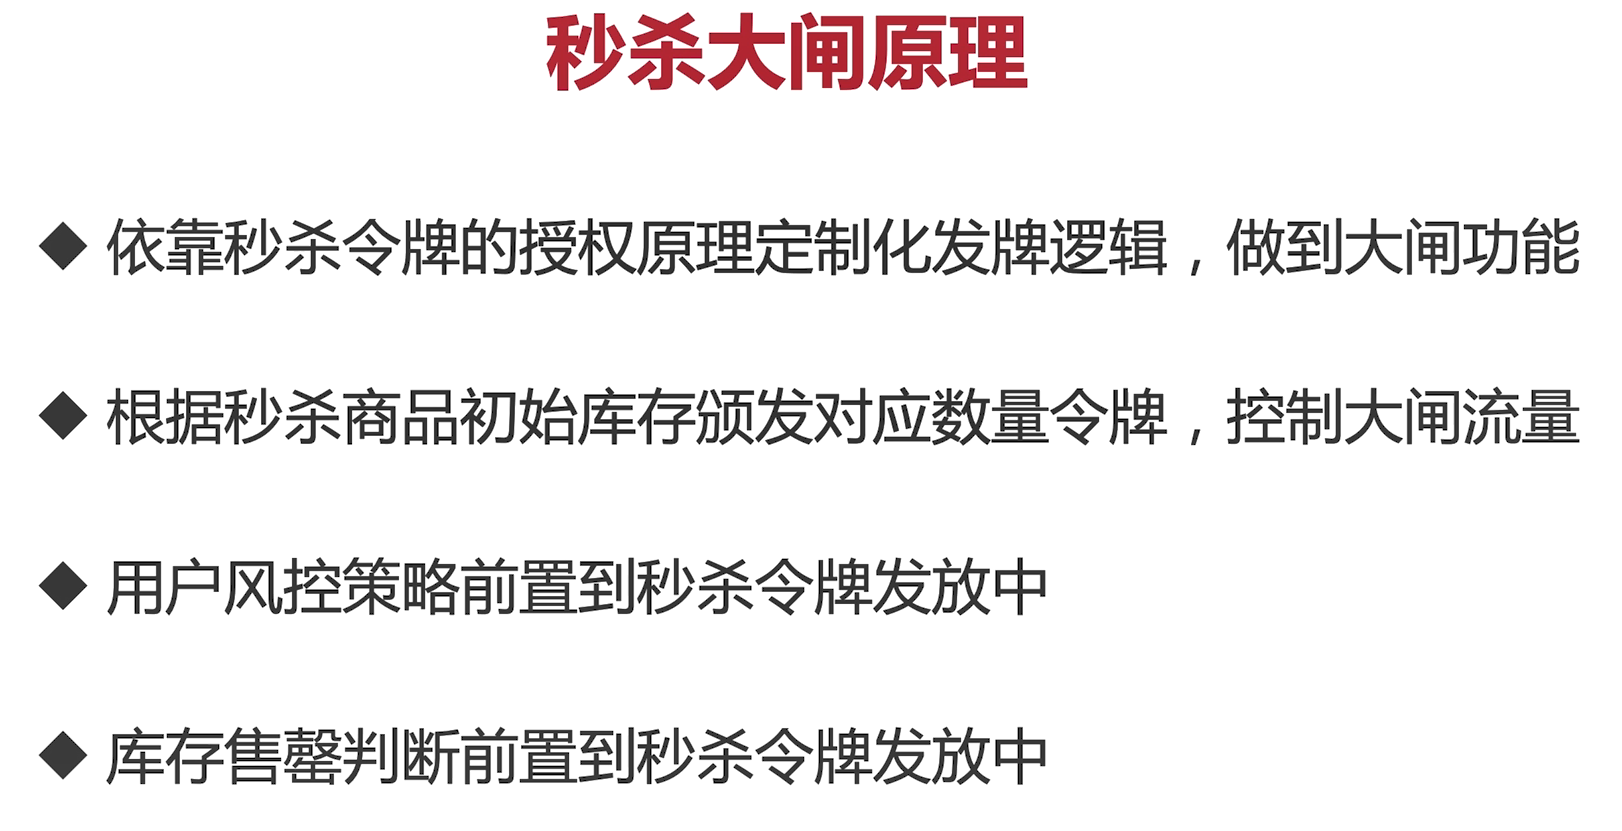 秒杀大闸原理
◆ 依靠秒杀令牌的授权原理定制化发牌逻辑，做到大闸功能
◆ 根据秒杀商品初始库存颁发对应数量令牌，控制大闸流量
◆ 用户风控策略前置到秒杀令牌发放中
◆ 库存售罄判断前置到秒杀令牌发放中